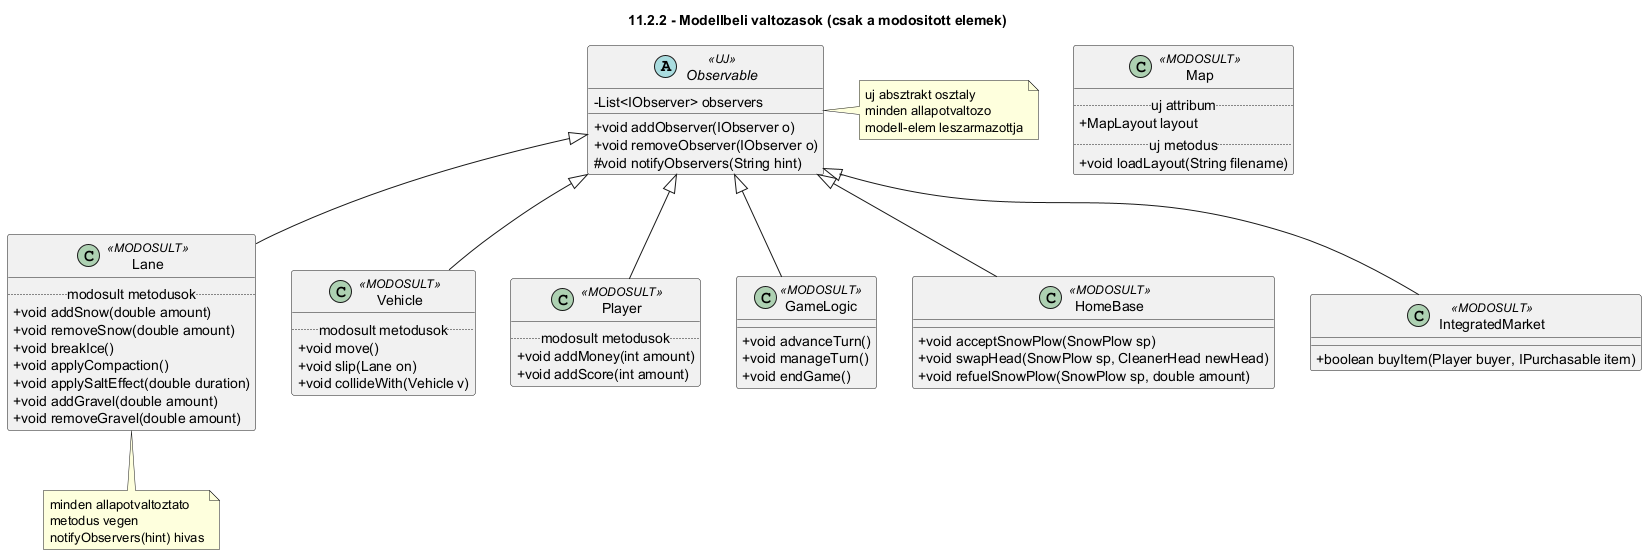 11.2.2 - Modellbeli valtozasok (csak a modositott elemek)
A
«UJ»
Observable
-List<IObserver> observers
+void addObserver(IObserver o)
+void removeObserver(IObserver o)
#void notifyObservers(String hint)
uj absztrakt osztaly
minden allapotvaltozo
modell-elem leszarmazottja
C
«MODOSULT»
Map
uj attributum
+MapLayout layout
uj metodus
+void loadLayout(String filename)
C
«MODOSULT»
Lane
modosult metodusok
+void addSnow(double amount)
+void removeSnow(double amount)
+void breakIce()
+void applyCompaction()
+void applySaltEffect(double duration)
+void addGravel(double amount)
+void removeGravel(double amount)
C
«MODOSULT»
Vehicle
modosult metodusok
+void move()
+void slip(Lane on)
+void collideWith(Vehicle v)
C
«MODOSULT»
Player
modosult metodusok
+void addMoney(int amount)
+void addScore(int amount)
C
«MODOSULT»
GameLogic
+void advanceTurn()
+void manageTurn()
+void endGame()
C
«MODOSULT»
HomeBase
+void acceptSnowPlow(SnowPlow sp)
+void swapHead(SnowPlow sp, CleanerHead newHead)
+void refuelSnowPlow(SnowPlow sp, double amount)
C
«MODOSULT»
IntegratedMarket
+boolean buyItem(Player buyer, IPurchasable item)
minden allapotvaltoztato
metodus vegen
notifyObservers(hint) hivas